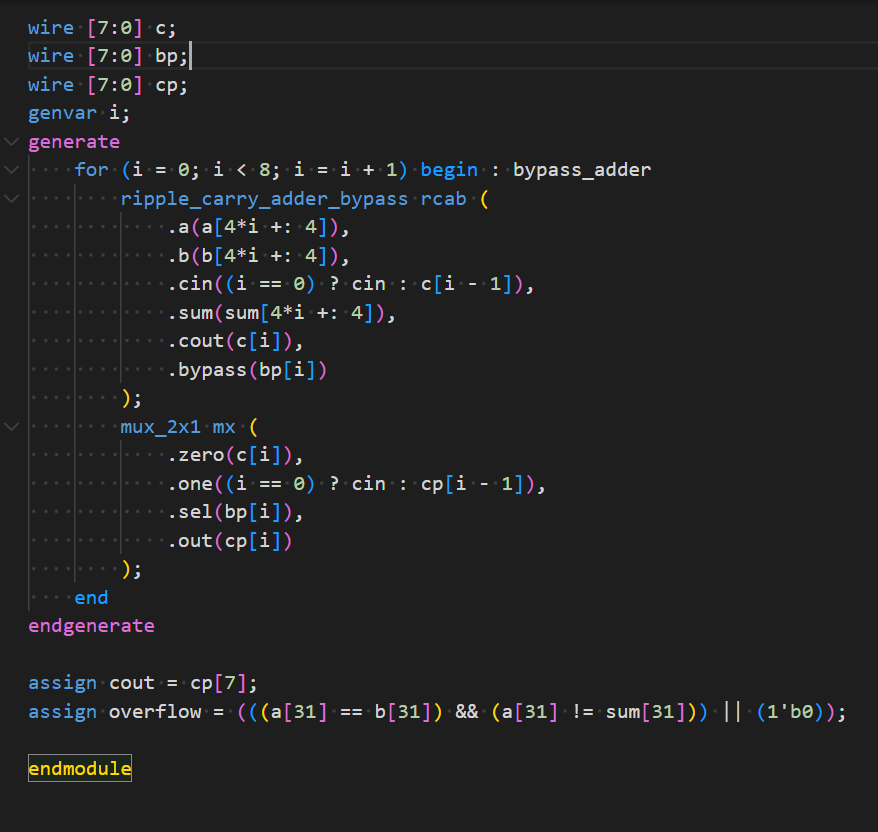 wire [7:0] c;
wire [7:0] bp;
wire [7:0] cp;
genvar i;
generate
    for (i = 0; i < 8; i = i + 1) begin : bypass_adder
        ripple_carry_adder_bypass rcab (
            .a(a[4*i +: 4]),
            .b(b[4*i +: 4]),
            .cin((i == 0) ? cin : c[i - 1]),
            .sum(sum[4*i +: 4]),
            .cout(c[i]),
            .bypass(bp[i])
        );
        mux_2x1 mx (
            .zero(c[i]),
            .one((i == 0) ? cin : cp[i - 1]),
            .sel(bp[i]),
            .out(cp[i])
        );
    end
endgenerate

assign cout = cp[7];
assign overflow = (((a[31] == b[31]) && (a[31] != sum[31])) || (1'b0));

endmodule